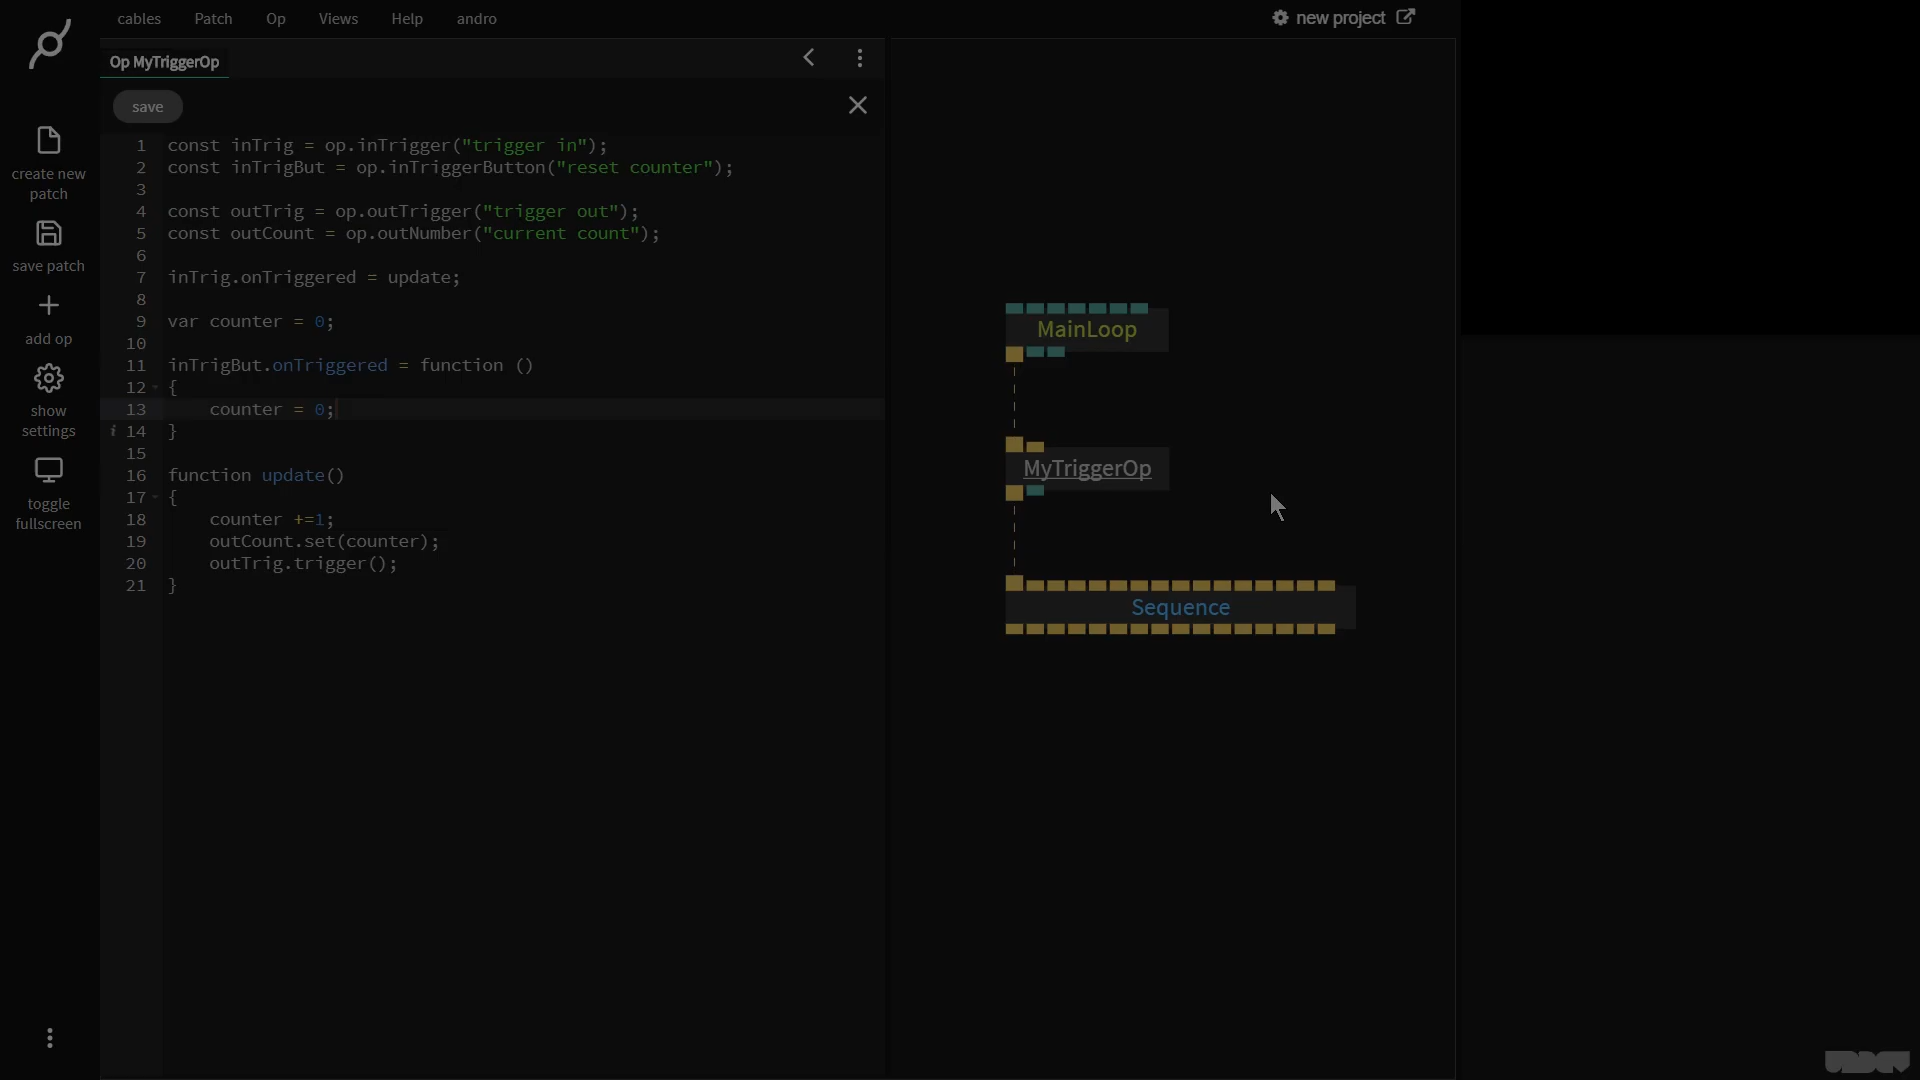 cables Patch Op Views Help andro new project
Op MyTriggerOp
save
create new
patch
save patch
add op
show
settings
toggle
fullscreen
1 const inTrig = op.inTrigger("trigger in");
2 const inTrigBut = op.inTriggerButton("reset counter");
3
4 const outTrig = op.outTrigger("trigger out");
5 const outCount = op.outNumber("current count");
6
7 inTrig.onTriggered = update;
8
9 var counter = 0;
10
11 inTrigBut.onTriggered = function ()
12 {
13 counter = 0;
i 14 }
15
16 function update()
17 {
18 counter +=1;
19 outCount.set(counter);
20 outTrig.trigger();
21 }
MainLoop
MyTriggerOp
Sequence